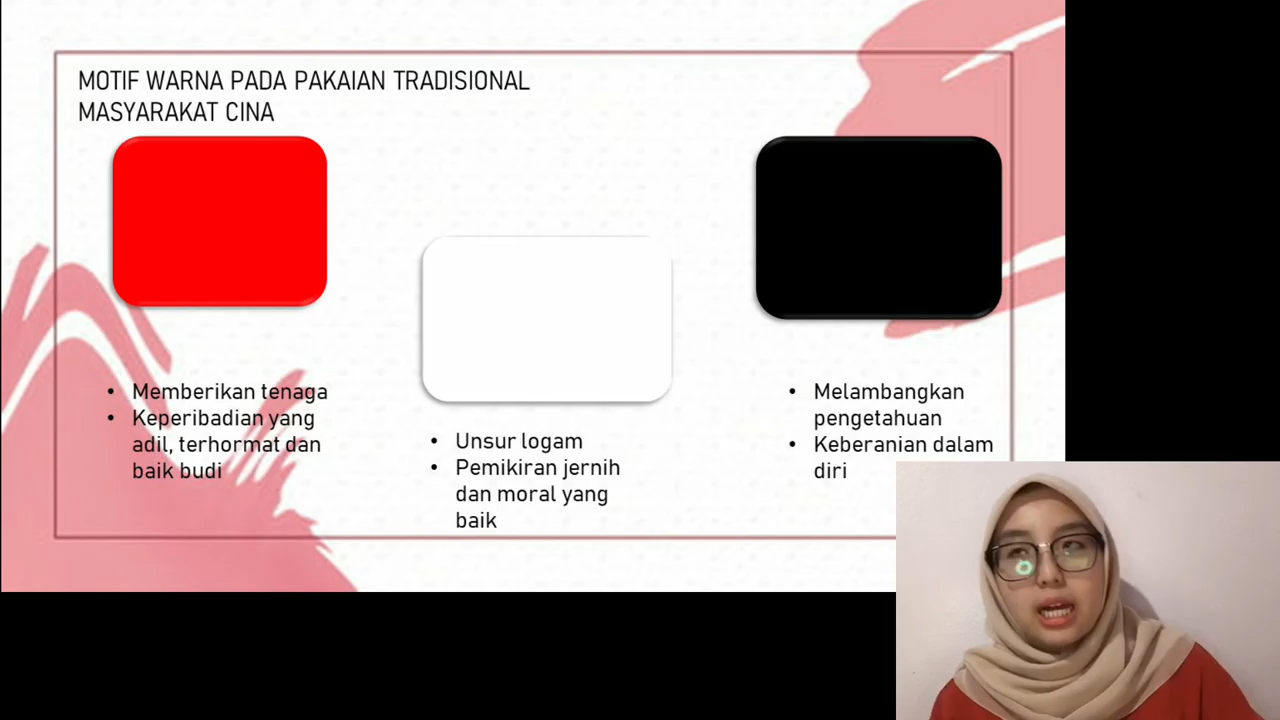 MOTIF WARNA PADA PAKAIAN TRADISIONAL
MASYARAKAT CINA
• Memberikan tenaga
• Keperibadian yang
adil, terhormat dan
baik budi
• Unsur logam
• Pemikiran jernih
dan moral yang
baik
• Melambangkan
pengetahuan
• Keberanian dalam
diri